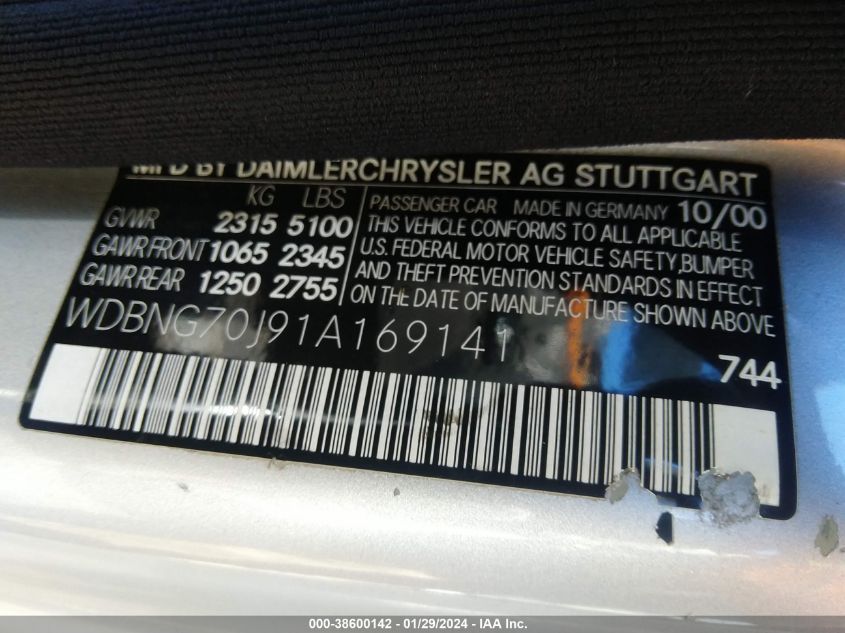 MFD BY DAIMLERCHRYSLER AG STUTTGART
KG LBS
GVWR 2315 5100
GAWR FRONT 1065 2345
GAWR REAR 1250 2755
PASSENGER CAR MADE IN GERMANY 10/00
THIS VEHICLE CONFORMS TO ALL APPLICABLE
U.S. FEDERAL MOTOR VEHICLE SAFETY, BUMPER
AND THEFT PREVENTION STANDARDS IN EFFECT
ON THE DATE OF MANUFACTURE SHOWN ABOVE
WDBNG70J91A169141
744
000-38600142 - 01/29/2024 - IAA Inc.